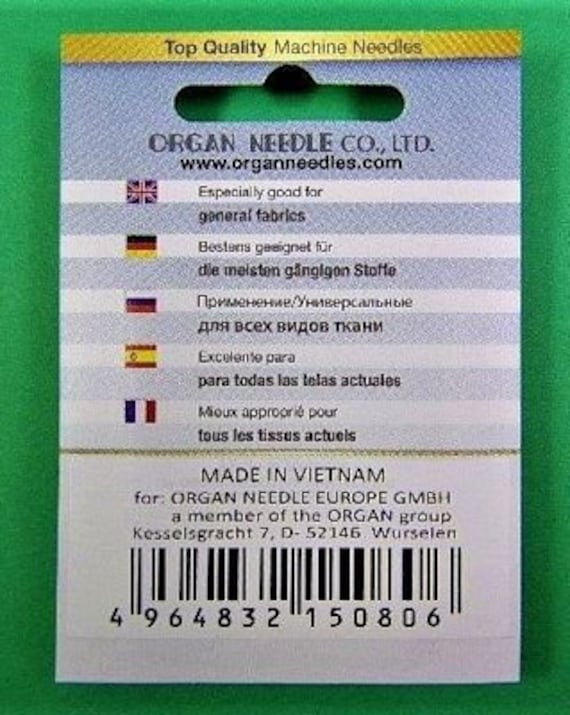 Top Quality Machine Needles
ORGAN NEEDLE CO., LTD.
www.organneedles.com
Especially good for
general fabrics
Bestens geeignet für
die meisten gängigen Stoffe
Применение/Универсальные
для всех видов ткани
Excelente para
para todas las telas actuales
Mieux approprié pour
tous les tissus actuels
MADE IN VIETNAM
for: ORGAN NEEDLE EUROPE GMBH
a member of the ORGAN group
Kesselsgracht 7, D- 52146 Wurselen
4 964832 150806